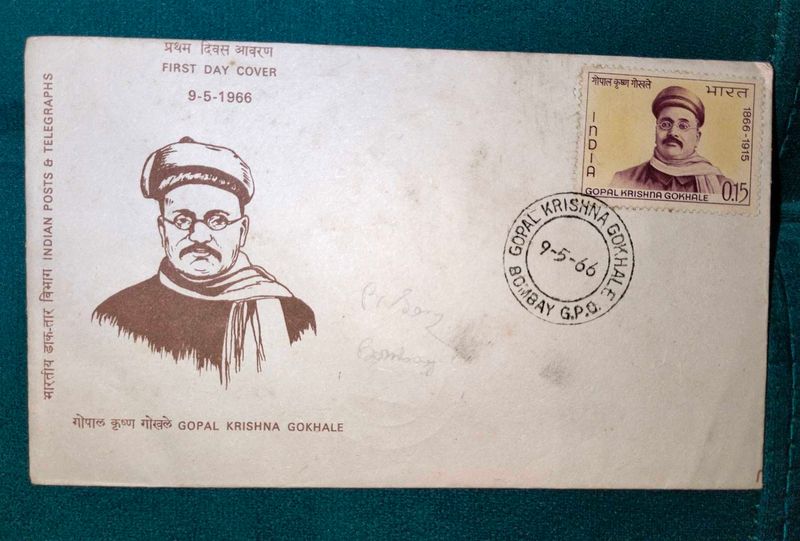 प्रथम दिवस आवरण
FIRST DAY COVER
9-5-1966
भारतीय डाक-तार विभाग INDIAN POSTS & TELEGRAPHS
गोपाल कृष्ण गोखले GOPAL KRISHNA GOKHALE
गोपाल कृष्ण गोखले भारत
INDIA
1866-1915
GOPAL KRISHNA GOKHALE 0.15
GOPAL KRISHNA GOKHALE
9-5-66
BOMBAY G.P.O.
Bombay